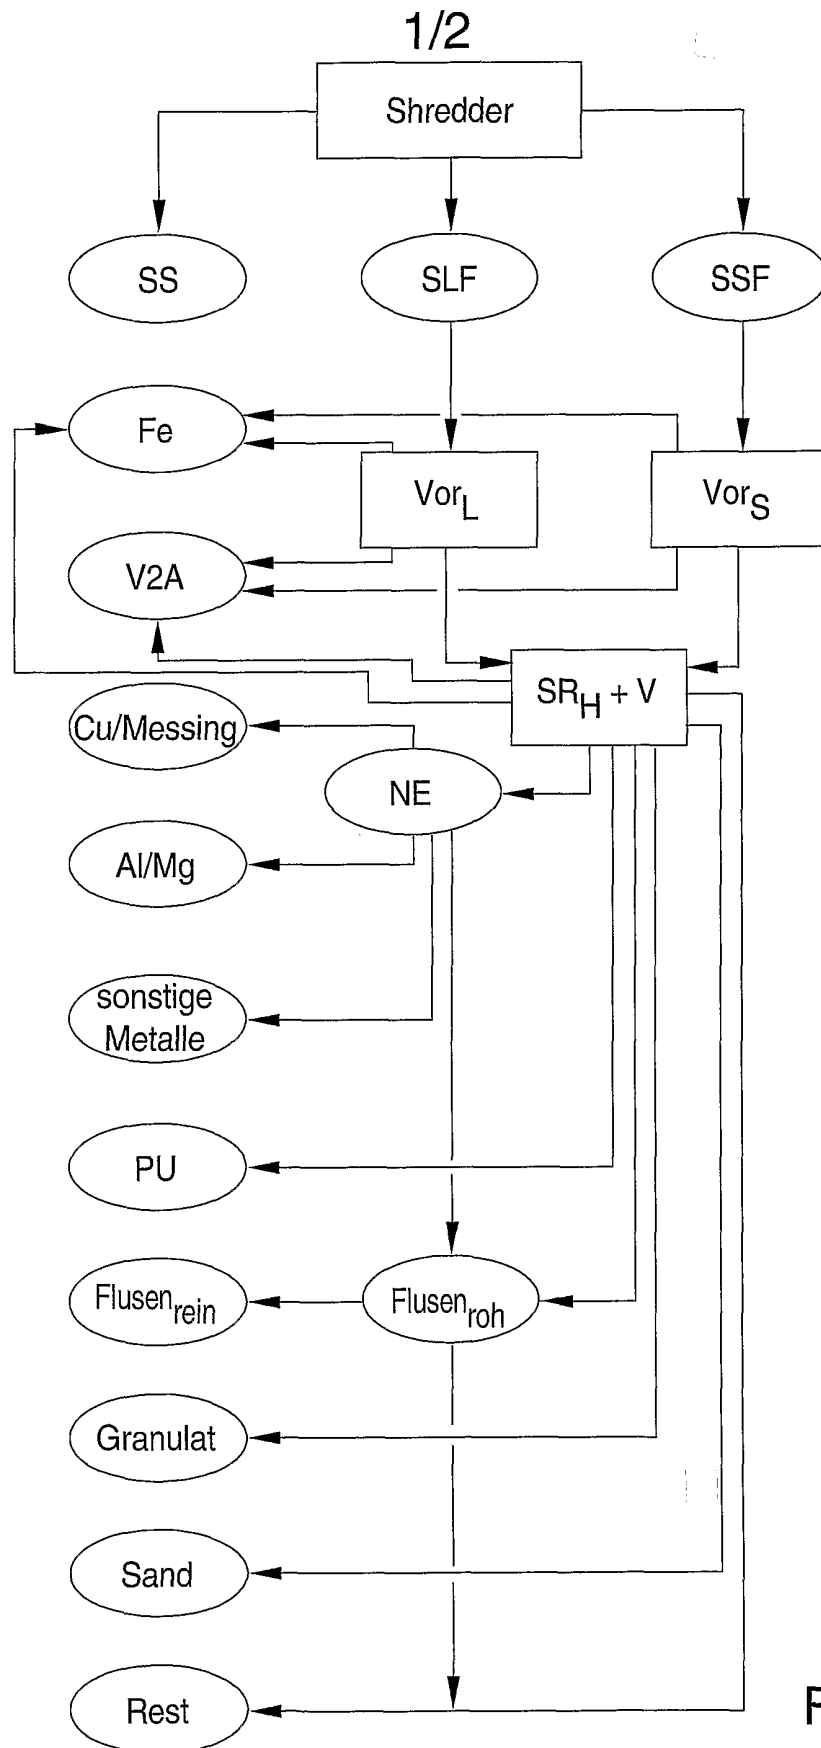 1/2
Shredder
SS
SLF
SSF
Fe
VorL
VorS
V2A
SRH + V
Cu/Messing
NE
Al/Mg
sonstige
Metalle
PU
Flusenrein
Flusenroh
Granulat
Sand
Rest